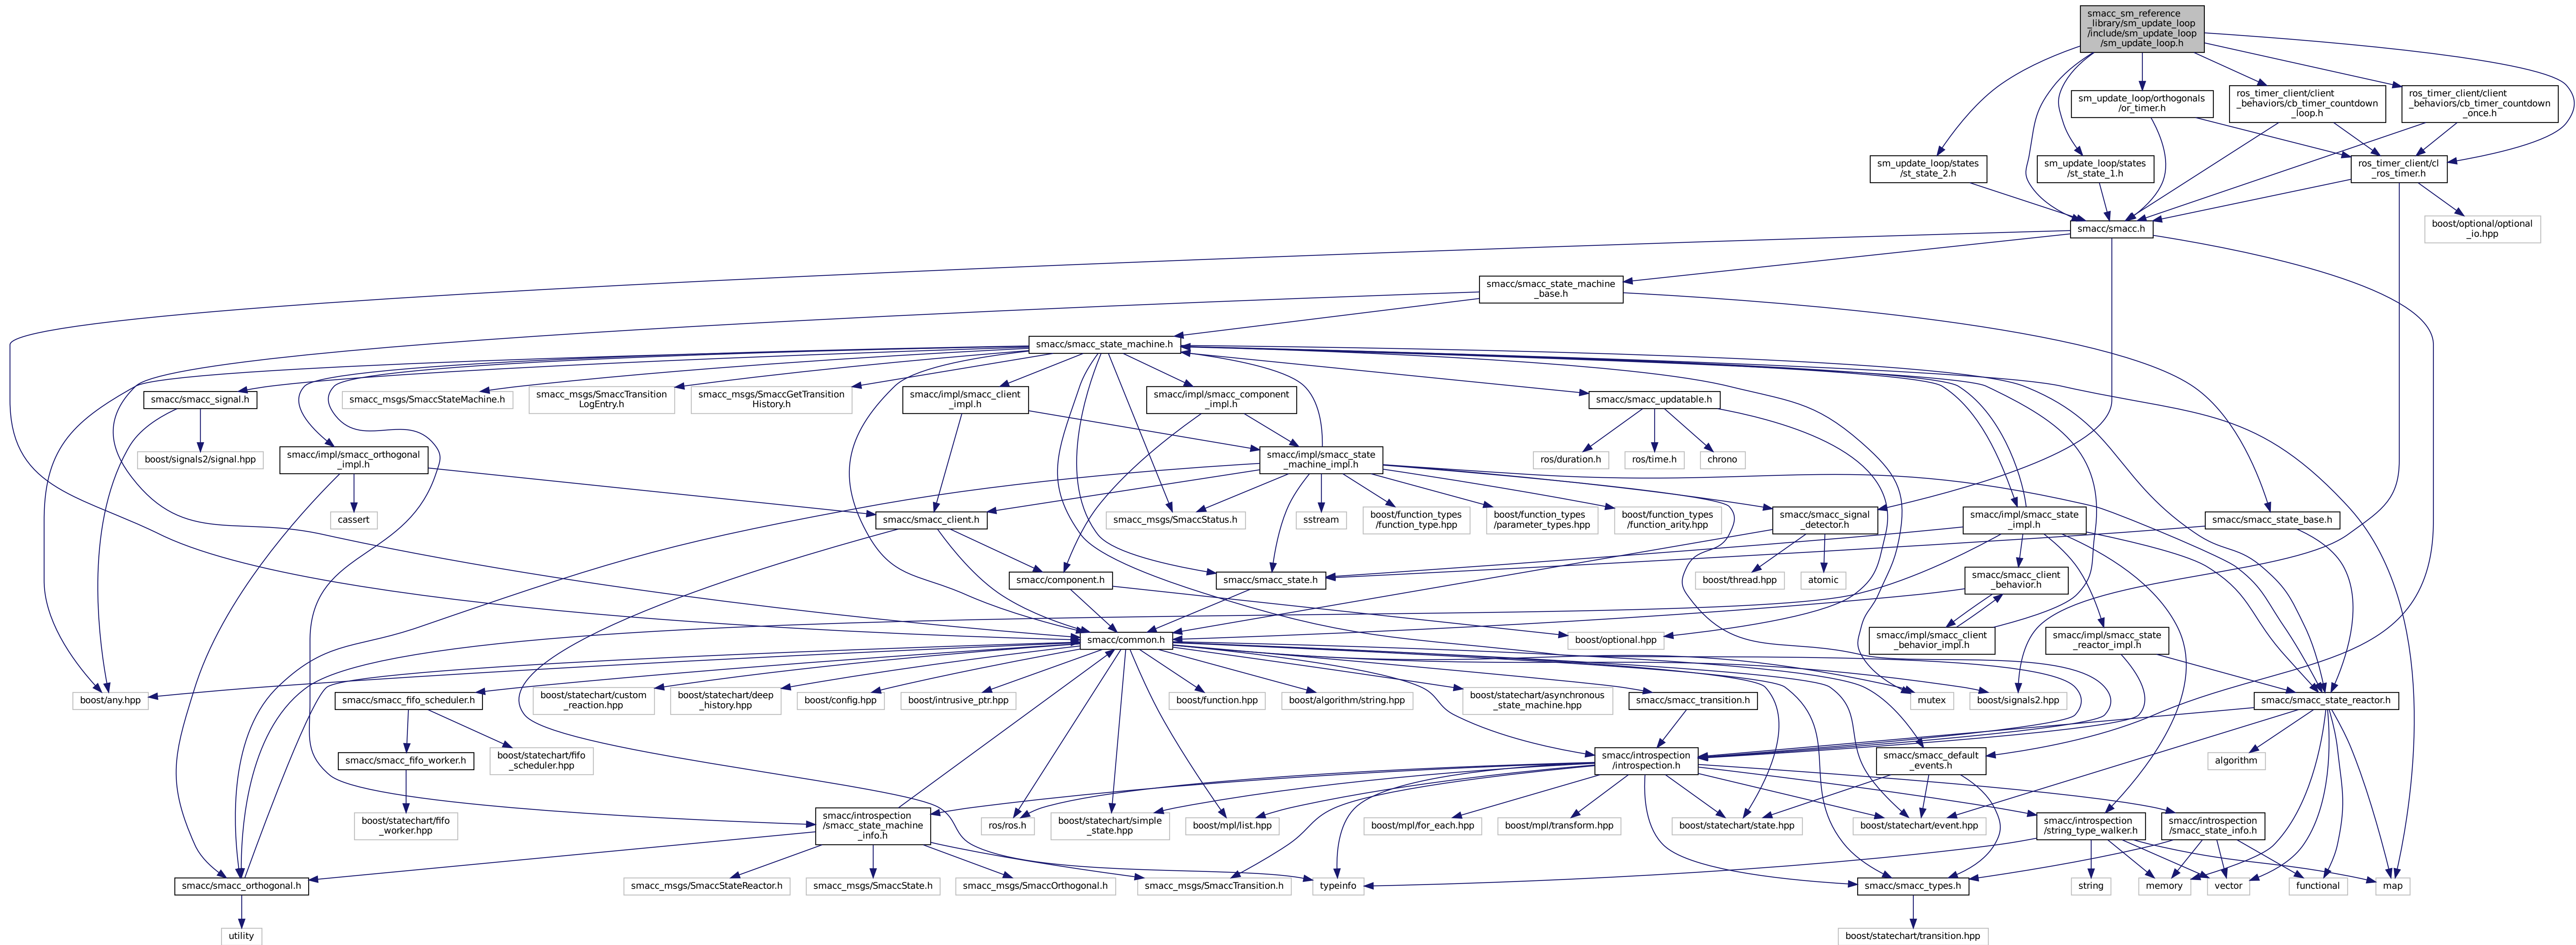 smacc_sm_reference
_library/sm_update_loop
/include/sm_update_loop
/sm_update_loop.h
sm_update_loop/orthogonals
/or_timer.h
ros_timer_client/client
_behaviors/cb_timer_countdown
_loop.h
ros_timer_client/client
_behaviors/cb_timer_countdown
_once.h
sm_update_loop/states
/st_state_2.h
sm_update_loop/states
/st_state_1.h
ros_timer_client/cl
_ros_timer.h
smacc/smacc.h
boost/optional/optional
_io.hpp
smacc/smacc_state_machine
_base.h
smacc/smacc_state_machine.h
smacc/smacc_signal.h
smacc_msgs/SmaccStateMachine.h
smacc_msgs/SmaccTransition
LogEntry.h
smacc_msgs/SmaccGetTransition
History.h
smacc/impl/smacc_client
_impl.h
smacc/impl/smacc_component
_impl.h
smacc/smacc_updatable.h
boost/signals2/signal.hpp
smacc/impl/smacc_orthogonal
_impl.h
smacc/impl/smacc_state
_machine_impl.h
ros/duration.h
ros/time.h
chrono
cassert
smacc/smacc_client.h
smacc_msgs/SmaccStatus.h
sstream
boost/function_types
/function_type.hpp
boost/function_types
/parameter_types.hpp
boost/function_types
/function_arity.hpp
smacc/smacc_signal
_detector.h
smacc/impl/smacc_state
_impl.h
smacc/smacc_state_base.h
smacc/component.h
smacc/smacc_state.h
boost/thread.hpp
atomic
smacc/smacc_client
_behavior.h
smacc/common.h
boost/optional.hpp
smacc/impl/smacc_client
_behavior_impl.h
smacc/impl/smacc_state
_reactor_impl.h
boost/any.hpp
smacc/smacc_fifo_scheduler.h
boost/statechart/custom
_reaction.hpp
boost/statechart/deep
_history.hpp
boost/config.hpp
boost/intrusive_ptr.hpp
boost/function.hpp
boost/algorithm/string.hpp
boost/statechart/asynchronous
_state_machine.hpp
smacc/smacc_transition.h
mutex
boost/signals2.hpp
smacc/smacc_state_reactor.h
smacc/smacc_fifo_worker.h
boost/statechart/fifo
_scheduler.hpp
smacc/introspection
/introspection.h
smacc/smacc_default
_events.h
algorithm
boost/statechart/fifo
_worker.hpp
smacc/introspection
/smacc_state_machine
_info.h
ros/ros.h
boost/statechart/simple
_state.hpp
boost/mpl/list.hpp
boost/mpl/for_each.hpp
boost/mpl/transform.hpp
boost/statechart/state.hpp
boost/statechart/event.hpp
smacc/introspection
/string_type_walker.h
smacc/introspection
/smacc_state_info.h
smacc/smacc_orthogonal.h
smacc_msgs/SmaccStateReactor.h
smacc_msgs/SmaccState.h
smacc_msgs/SmaccOrthogonal.h
smacc_msgs/SmaccTransition.h
typeinfo
smacc/smacc_types.h
string
memory
vector
functional
map
utility
boost/statechart/transition.hpp